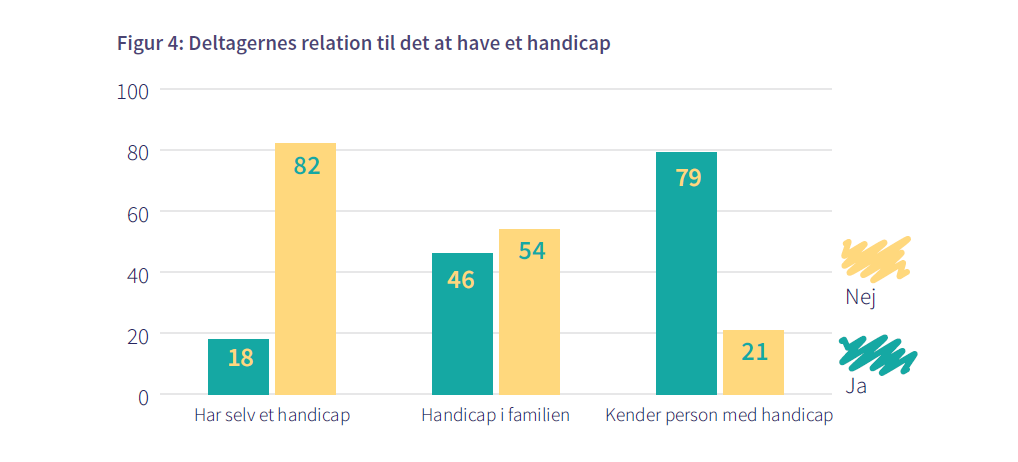 Figur 4: Deltagernes relation til det at have et handicap
100
80
60
40
20
0
18
82
46
54
79
21
Har selv et handicap
Handicap i familien
Kender person med handicap
Nej
Ja